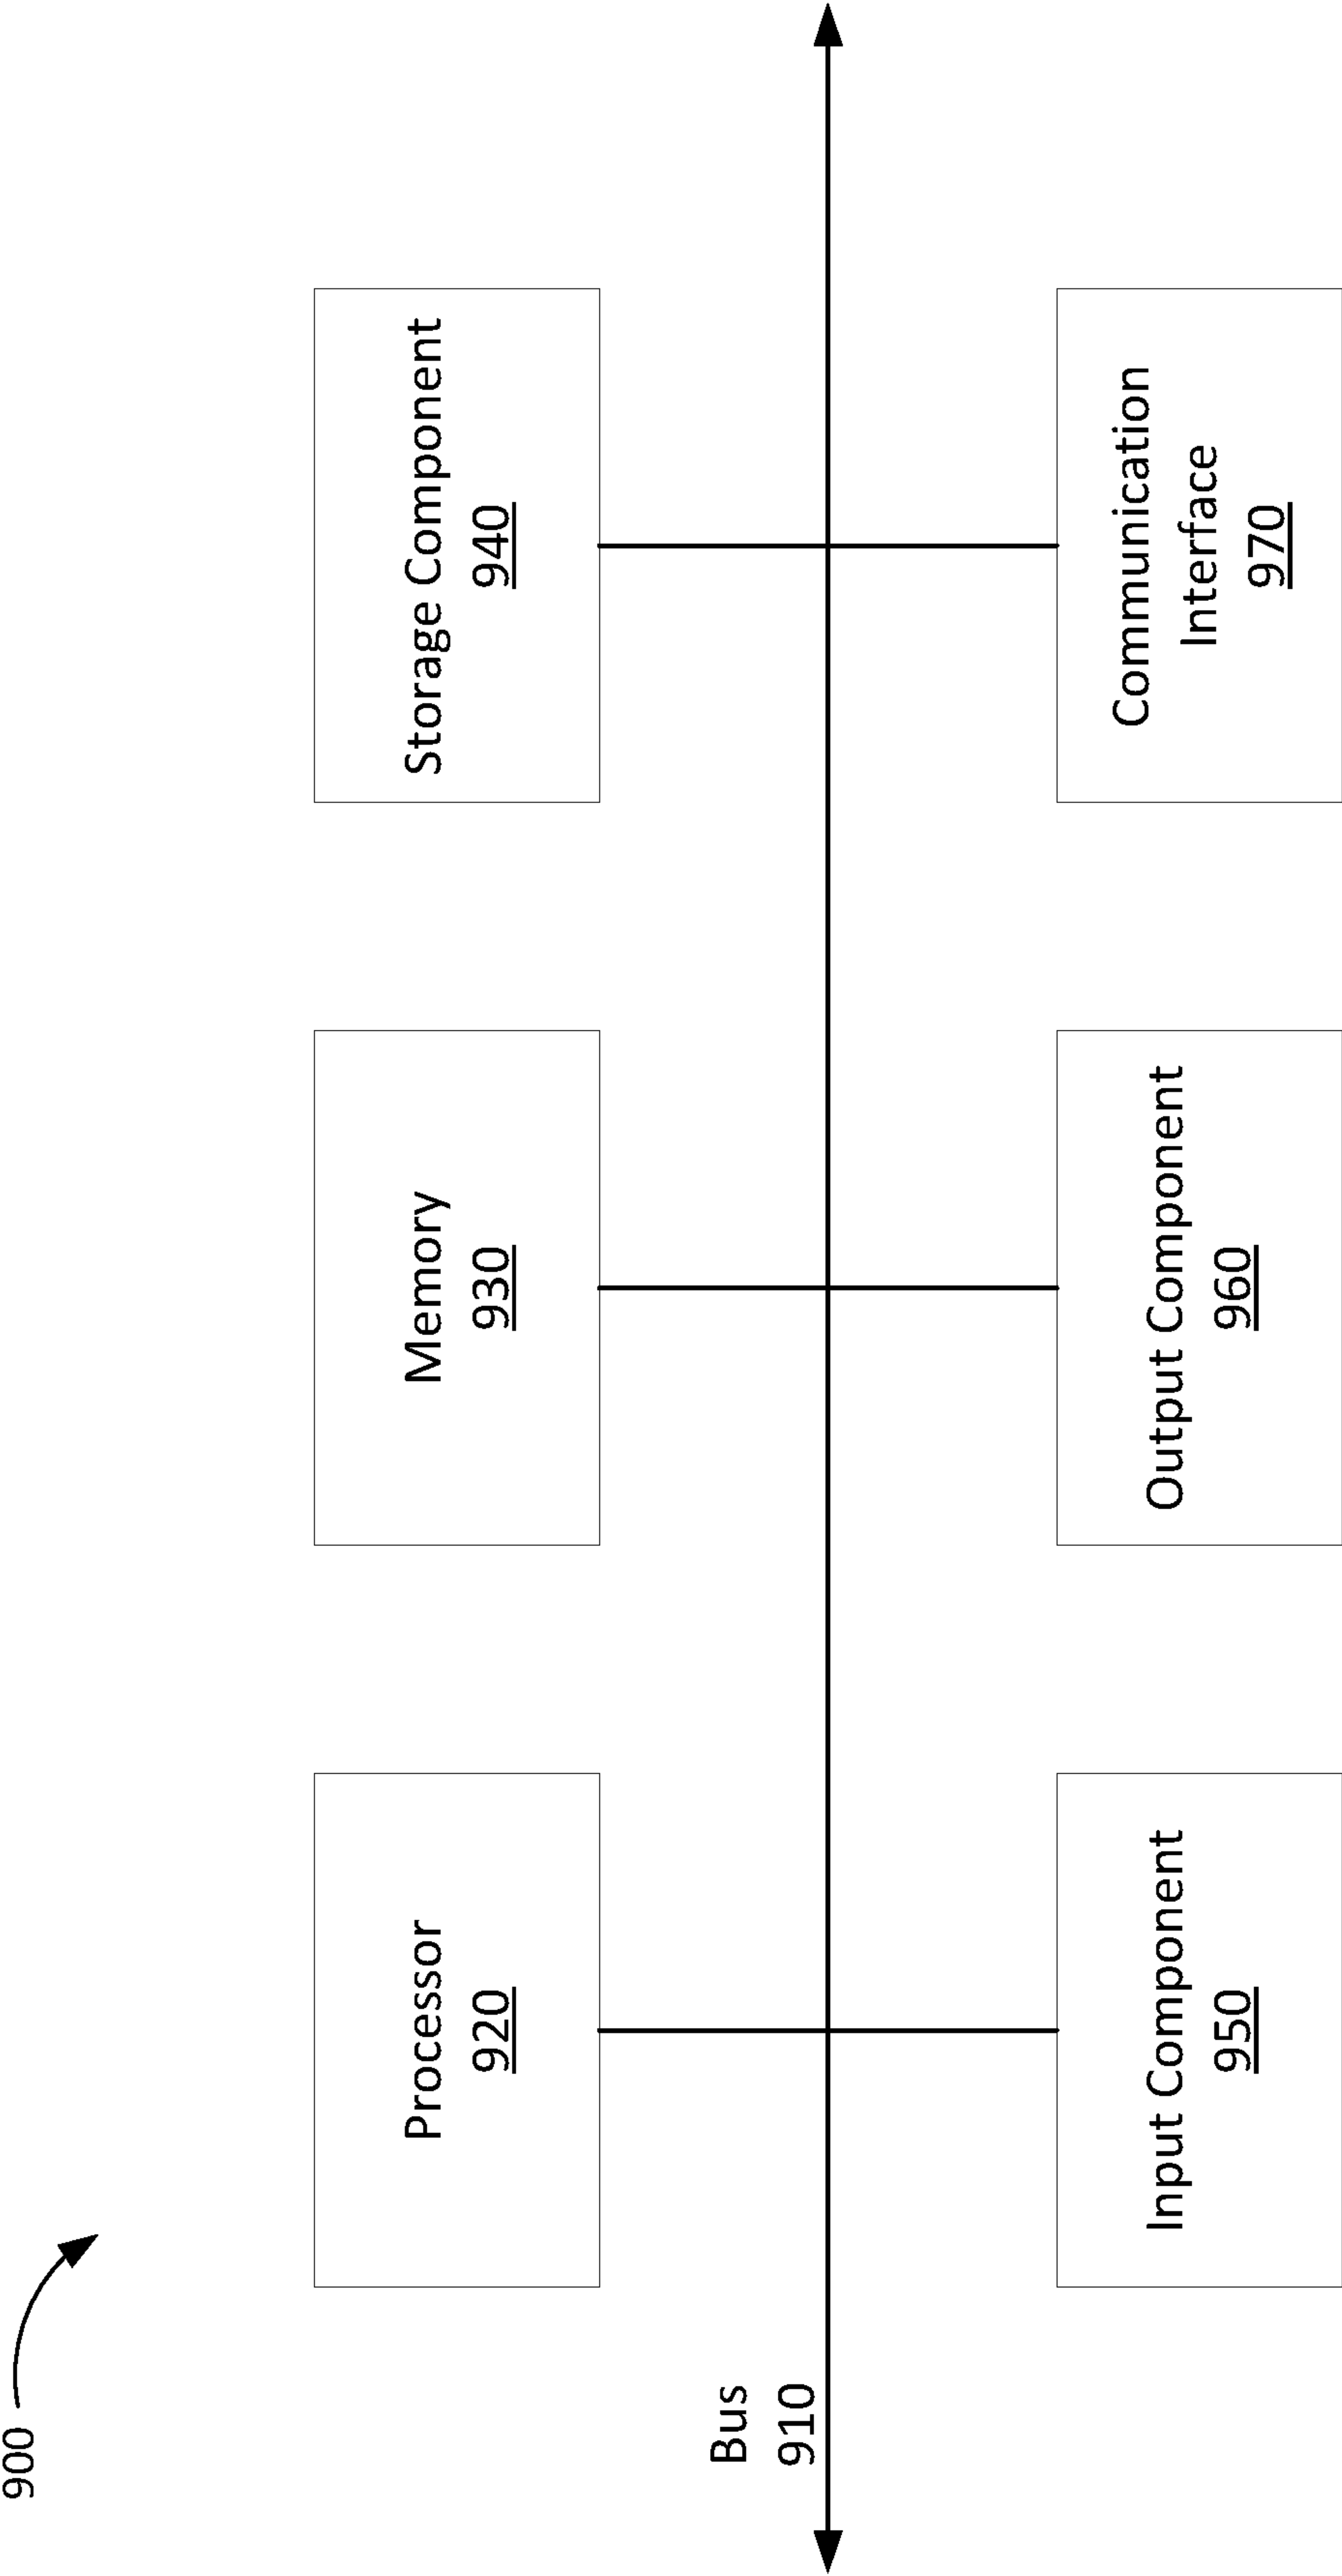 900
Processor
920
Memory
930
Storage Component
940
Bus
910
Input Component
950
Output Component
960
Communication
Interface
970